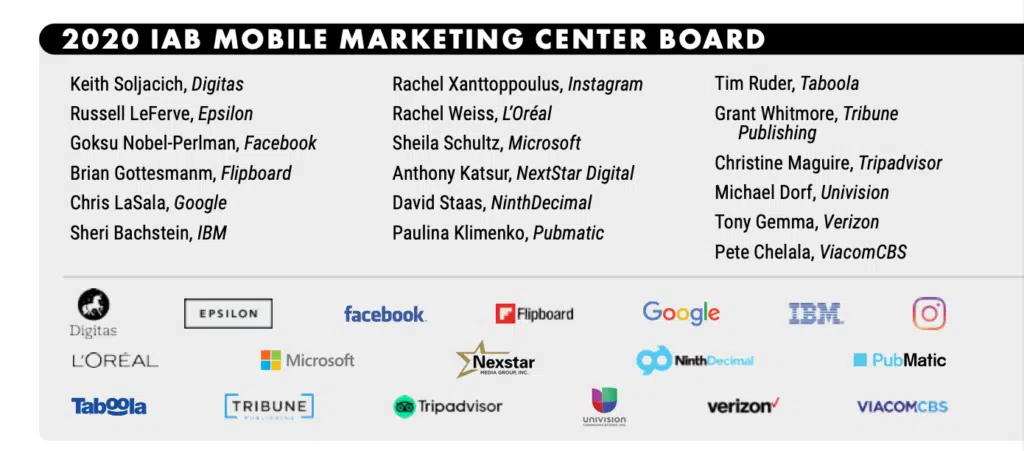 2020 IAB MOBILE MARKETING CENTER BOARD
Keith Soljacich, Digitas
Russell LeFerve, Epsilon
Goksu Nobel-Perlman, Facebook
Brian Gottesmanm, Flipboard
Chris LaSala, Google
Sheri Bachstein, IBM
Rachel Xanttoppoulus, Instagram
Rachel Weiss, L'Oréal
Sheila Schultz, Microsoft
Anthony Katsur, NextStar Digital
David Staas, NinthDecimal
Paulina Klimenko, Pubmatic
Tim Ruder, Taboola
Grant Whitmore, Tribune
Publishing
Christine Maguire, Tripadvisor
Michael Dorf, Univision
Tony Gemma, Verizon
Pete Chelala, ViacomCBS
Digitas
EPSILON
facebook
Flipboard
Google
IBM
L'ORÉAL
Microsoft
Nexstar
MEDIA GROUP, INC.
NinthDecimal
PubMatic
Taboola
TRIBUNE
PUBLISHING
Tripadvisor
UNIVISION
COMMUNICATIONS INC
verizon
VIACOMCBS